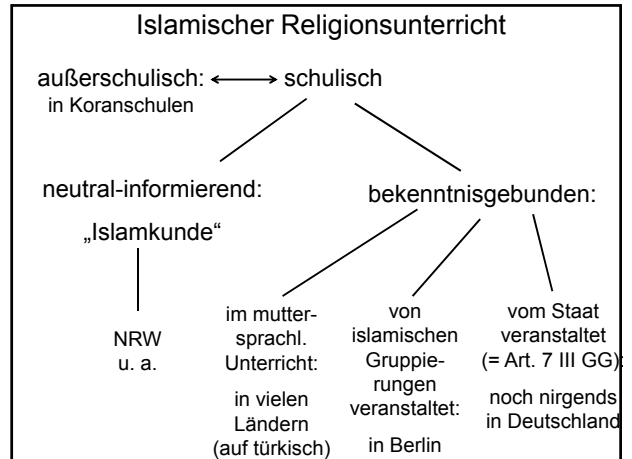 Islamischer Religionsunterricht
außerschulisch: schulisch
in Koranschulen
neutral-informierend:
„Islamkunde“
bekenntnisgebunden:
NRW
u. a.
im mutter-
sprachl.
Unterricht:
in vielen
Ländern
(auf türkisch)
von
islamischen
Gruppie-
rungen
veranstaltet:
in Berlin
vom Staat
veranstaltet
(= Art. 7 III GG):
noch nirgends
in Deutschland